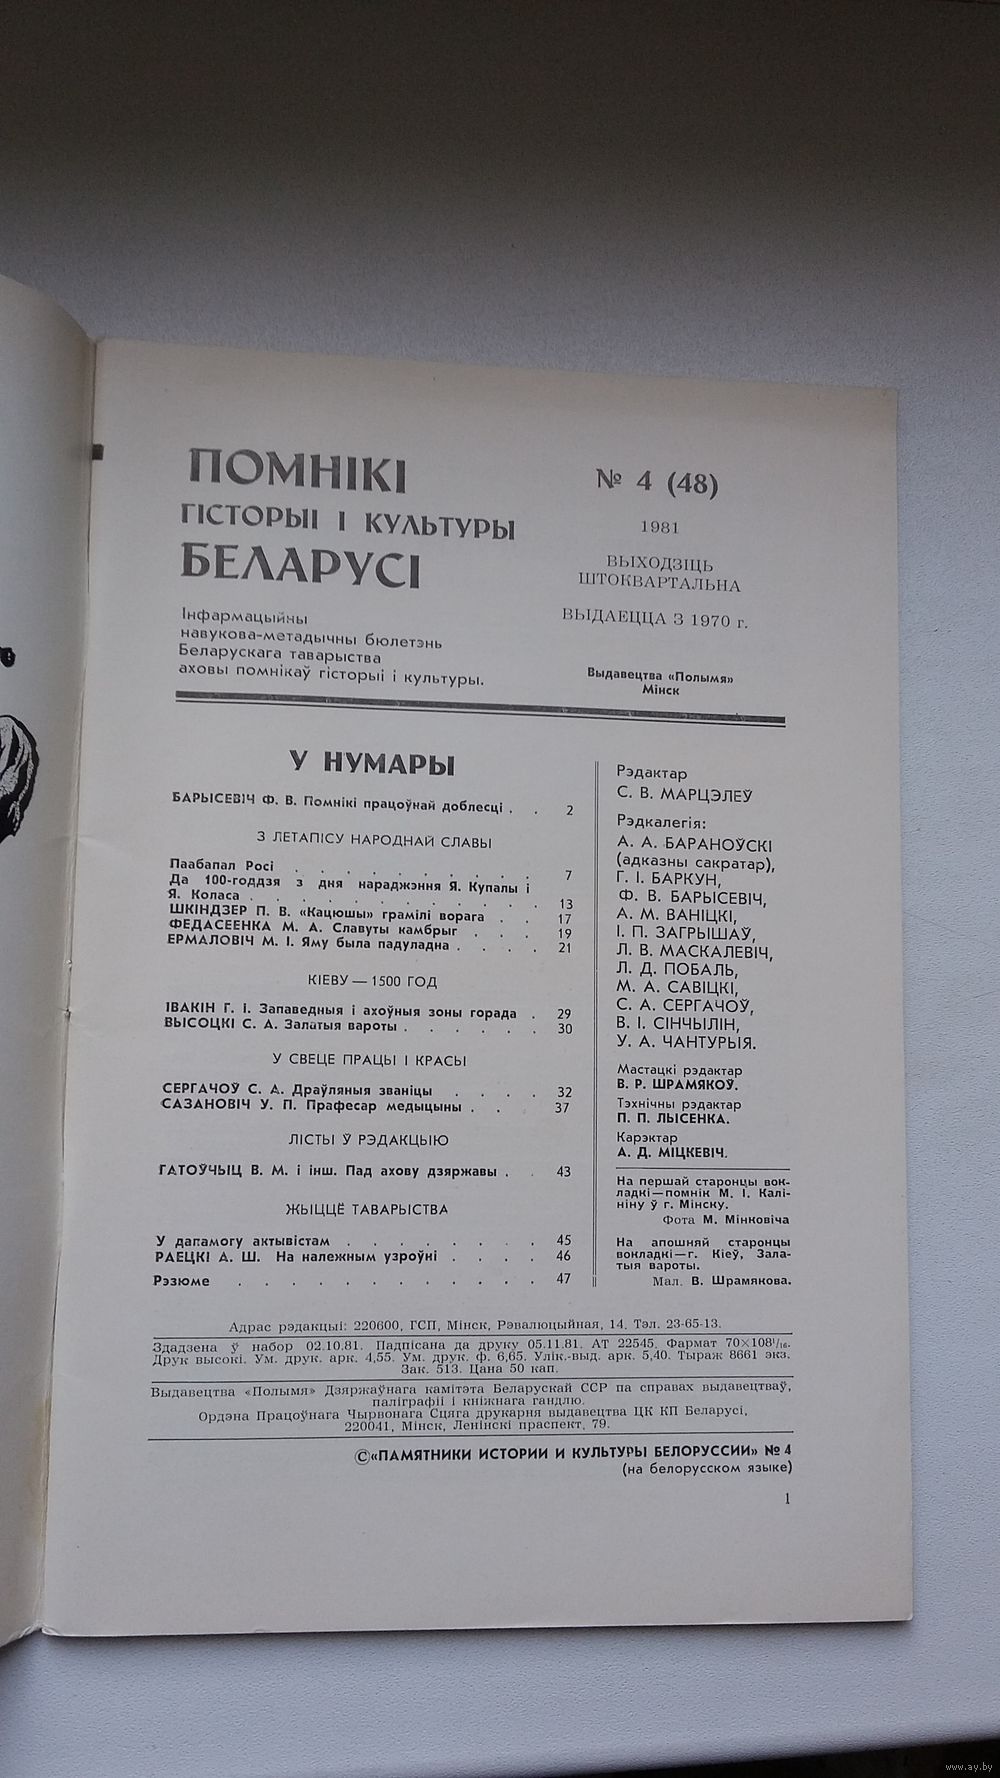 ПОМНІКІ
ГІСТОРЫІ І КУЛЬТУРЫ
БЕЛАРУСІ
Інфармацыйны
навукова-метадычны бюлетэнь
Беларускага таварыства
аховы помнікаў гісторыі і культуры.
№ 4 (48)
1981
ВЫХОДЗІЦЬ
ШТОКВАРТАЛЬНА
ВЫДАЕЦЦА З 1970 г.
Выдавецтва «Полымя»
Мінск
У НУМАРЫ
БАРЫСЕВІЧ Ф. В. Помнікі працоўнай доблесці . . 2
З ЛЕТАПІСУ НАРОДНАЙ СЛАВЫ
Паабапал Росі . . . . . . . . . . 7
Да 100-годдзя з дня нараджэння Я. Купалы і
Я. Коласа . . . . . . . . . . . . 13
ШКІНДЗЕР П. В. «Кацюшы» грамілі ворага . . 17
ФЕДАСЕЕНКА М. А. Славуты камбрыг . . . 19
ЕРМАЛОВІЧ М. І. Яму была падуладна . . . . 21
КІЕВУ — 1500 ГОД
ІВАКІН Г. І. Запаведныя і ахоўныя зоны горада . 29
ВЫСОЦКІ С. А. Залатыя вароты . . . . . . 30
У СВЕЦЕ ПРАЦЫ І КРАСЫ
СЕРГАЧОЎ С. А. Драўляныя званіцы . . . . 32
САЗАНОВІЧ У. П. Прафесар медыцыны . . . 37
ЛІСТЫ Ў РЭДАКЦЫЮ
ГАТОЎЧЫЦ В. М. і інш. Пад ахову дзяржавы . . 43
ЖЫЦЦЁ ТАВАРЫСТВА
У дапамогу актывістам . . . . . . . . 45
РАЕЦКІ А. Ш. На належным узроўні . . . . 46
Рэзюме . . . . . . . . . . . . 47
Рэдактар
С. В. МАРЦЭЛЕЎ
Рэдкалегія:
А. А. БАРАНОЎСКІ
(адказны сакратар),
Г. І. БАРКУН,
Ф. В. БАРЫСЕВІЧ,
А. М. ВАНІЦКІ,
І. П. ЗАГРЫШАЎ,
Л. В. МАСКАЛЕВІЧ,
Л. Д. ПОБАЛЬ,
М. А. САВІЦКІ,
С. А. СЕРГАЧОЎ,
В. І. СІНЧЫЛІН,
У. А. ЧАНТУРЫЯ.
Мастацкі рэдактар
В. Р. ШРАМЯКОЎ.
Тэхнічны рэдактар
П. П. ЛЫСЕНКА.
Карэктар
А. Д. МІЦКЕВІЧ.
На першай старонцы вок-
ладкі—помнік М. І. Калі-
ніну ў г. Мінску.
Фота М. Мінковіча
На апошняй старонцы
вокладкі—г. Кіеў, Зала-
тыя вароты.
Мал. В. Шрамякова.
Адрас рэдакцыі: 220600, ГСП, Мінск, Рэвалюцыйная, 14. Тэл. 23-65-13.
Здадзена ў набор 02.10.81. Падпісана да друку 05.11.81. АТ 22545. Фармат 70×108¹/₁₆.
Друк высокі. Ум. друк. арк. 4,55. Ум. друк. ф. 6,65. Улік.-выд. арк. 5,40. Тыраж 8661 экз.
Зак. 513. Цана 50 кап.
Выдавецтва «Полымя» Дзяржаўнага камітэта Беларускай ССР па справах выдавецтваў,
паліграфіі і кніжнага гандлю.
Ордэна Працоўнага Чырвонага Сцяга друкарня выдавецтва ЦК КП Беларусі,
220041, Мінск, Ленінскі праспект, 79.
©«ПАМЯТНИКИ ИСТОРИИ И КУЛЬТУРЫ БЕЛОРУССИИ» № 4
(на белорусском языке)
1
www.ay.by